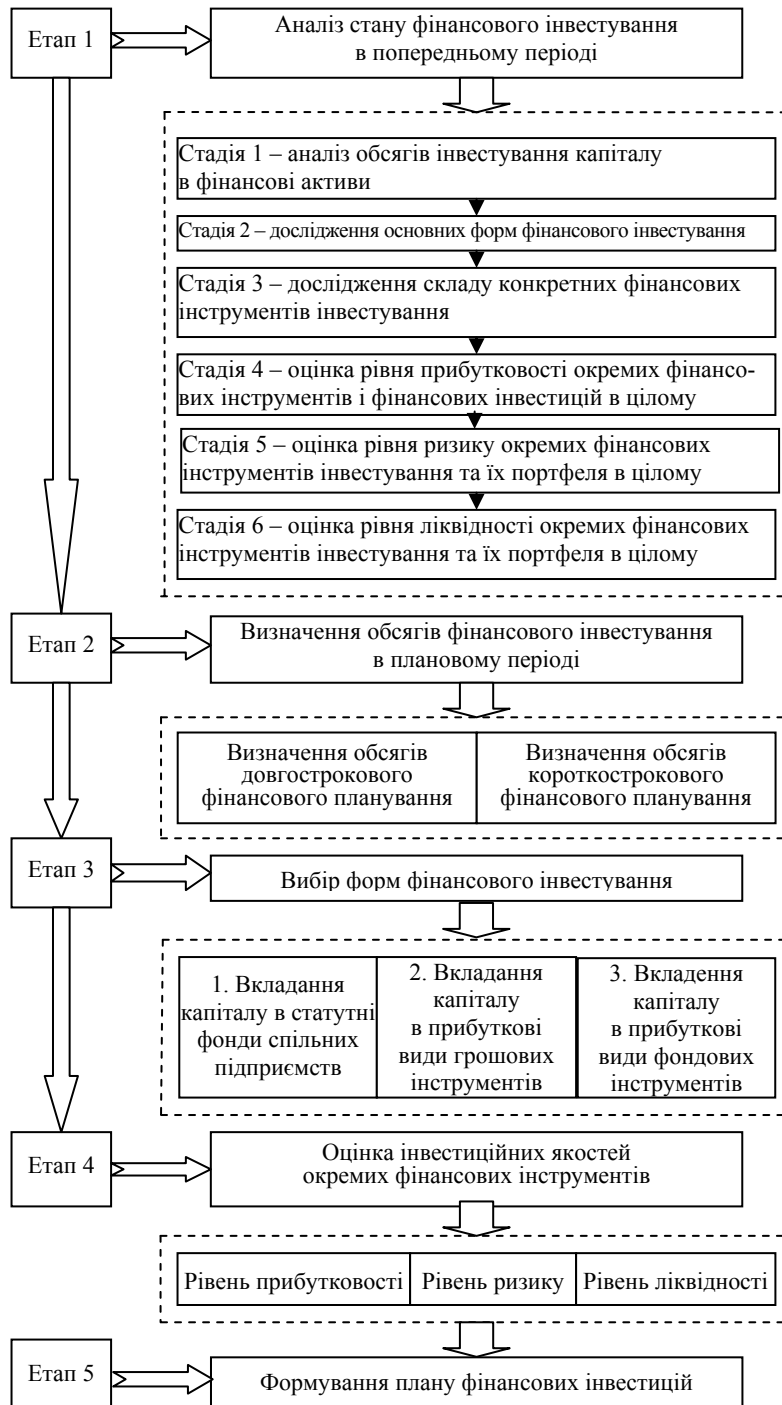 Етап 1
Аналіз стану фінансового інвестування
в попередньому періоді
Стадія 1 – аналіз обсягів інвестування капіталу
в фінансові активи
Стадія 2 – дослідження основних форм фінансового інвестування
Стадія 3 – дослідження складу конкретних фінансових
інструментів інвестування
Стадія 4 – оцінка рівня прибутковості окремих фінансо-
вих інструментів і фінансових інвестицій в цілому
Стадія 5 – оцінка рівня ризику окремих фінансових
інструментів інвестування та їх портфеля в цілому
Стадія 6 – оцінка рівня ліквідності окремих фінансових
інструментів інвестування та їх портфеля в цілому
Етап 2
Визначення обсягів фінансового інвестування
в плановому періоді
Визначення обсягів
довгострокового
фінансового планування
Визначення обсягів
короткострокового
фінансового планування
Етап 3
Вибір форм фінансового інвестування
1. Вкладання
капіталу в статутні
фонди спільних
підприємств
2. Вкладання
капіталу
в прибуткові
види грошових
інструментів
3. Вкладення
капіталу
в прибуткові
види фондових
інструментів
Етап 4
Оцінка інвестиційних якостей
окремих фінансових інструментів
Рівень прибутковості
Рівень ризику
Рівень ліквідності
Етап 5
Формування плану фінансових інвестицій